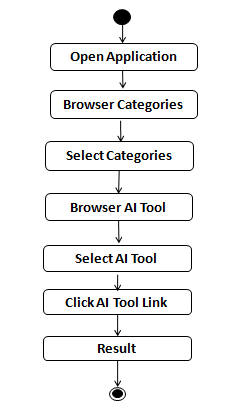 Open Application
Browser Categories
Select Categories
Browser AI Tool
Select AI Tool
Click AI Tool Link
Result